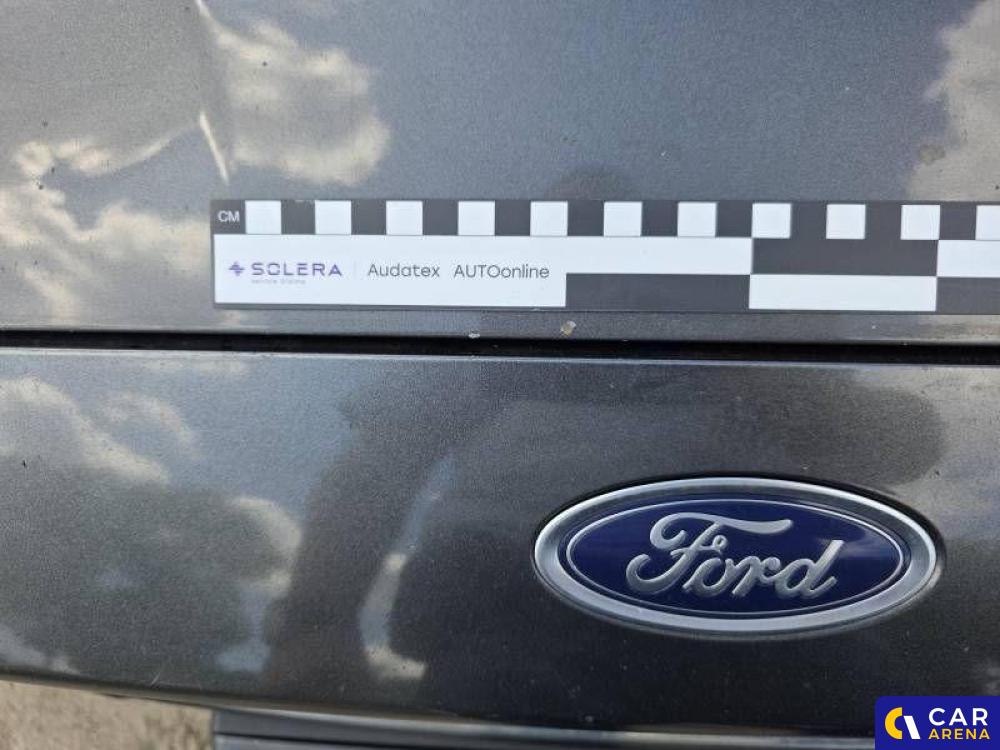 CM
SOLERA | Audatex AUTOonline
Ford
CAR
ARENA